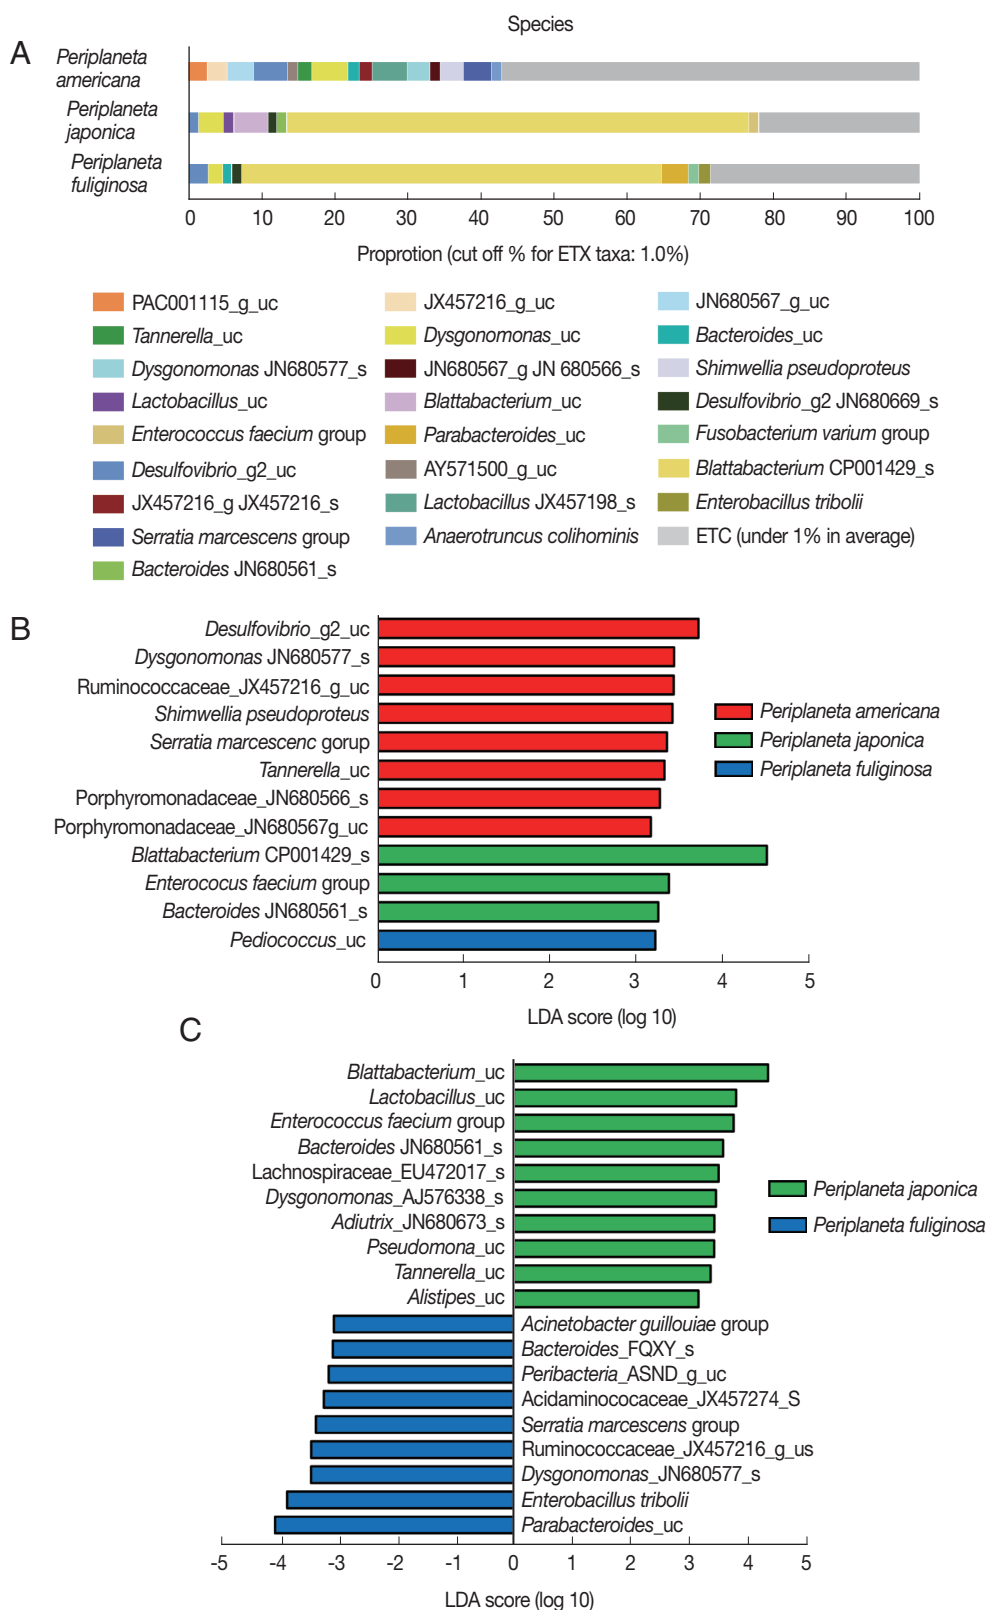 Species
A
Periplaneta
americana
Periplaneta
japonica
Periplaneta
fuliginosa
0 10 20 30 40 50 60 70 80 90 100
Proprotion (cut off % for ETX taxa: 1.0%)
PAC001115_g_uc JX457216_g_uc JN680567_g_uc
Tannerella_uc Dysgonomonas_uc Bacteroides_uc
Dysgonomonas JN680577_s JN680567_g JN 680566_s Shimwellia pseudoproteus
Lactobacillus_uc Blattabacterium_uc Desulfovibrio_g2 JN680669_s
Enterococcus faecium group Parabacteroides_uc Fusobacterium varium group
Desulfovibrio_g2_uc AY571500_g_uc Blattabacterium CP001429_s
JX457216_g JX457216_s Lactobacillus JX457198_s Enterobacillus tribolii
Serratia marcescens group Anaerotruncus colihominis ETC (under 1% in average)
Bacteroides JN680561_s
B
Desulfovibrio_g2_uc
Dysgonomonas JN680577_s
Ruminococcaceae_JX457216_g_uc
Shimwellia pseudoproteus
Serratia marcescenc gorup
Tannerella_uc
Porphyromonadaceae_JN680566_s
Porphyromonadaceae_JN680567g_uc
Blattabacterium CP001429_s
Enterococus faecium group
Bacteroides JN680561_s
Pediococcus_uc
Periplaneta americana
Periplaneta japonica
Periplaneta fuliginosa
0 1 2 3 4 5
LDA score (log 10)
C
Blattabacterium_uc
Lactobacillus_uc
Enterococcus faecium group
Bacteroides JN680561_s
Lachnospiraceae_EU472017_s
Dysgonomonas_AJ576338_s
Adiutrix_JN680673_s
Pseudomona_uc
Tannerella_uc
Alistipes_uc
Periplaneta japonica
Periplaneta fuliginosa
Acinetobacter guillouiae group
Bacteroides_FQXY_s
Peribacteria_ASND_g_uc
Acidaminococaceae_JX457274_S
Serratia marcescens group
Ruminococcaceae_JX457216_g_us
Dysgonomonas_JN680577_s
Enterobacillus tribolii
Parabacteroides_uc
-5 -4 -3 -2 -1 0 1 2 3 4 5
LDA score (log 10)